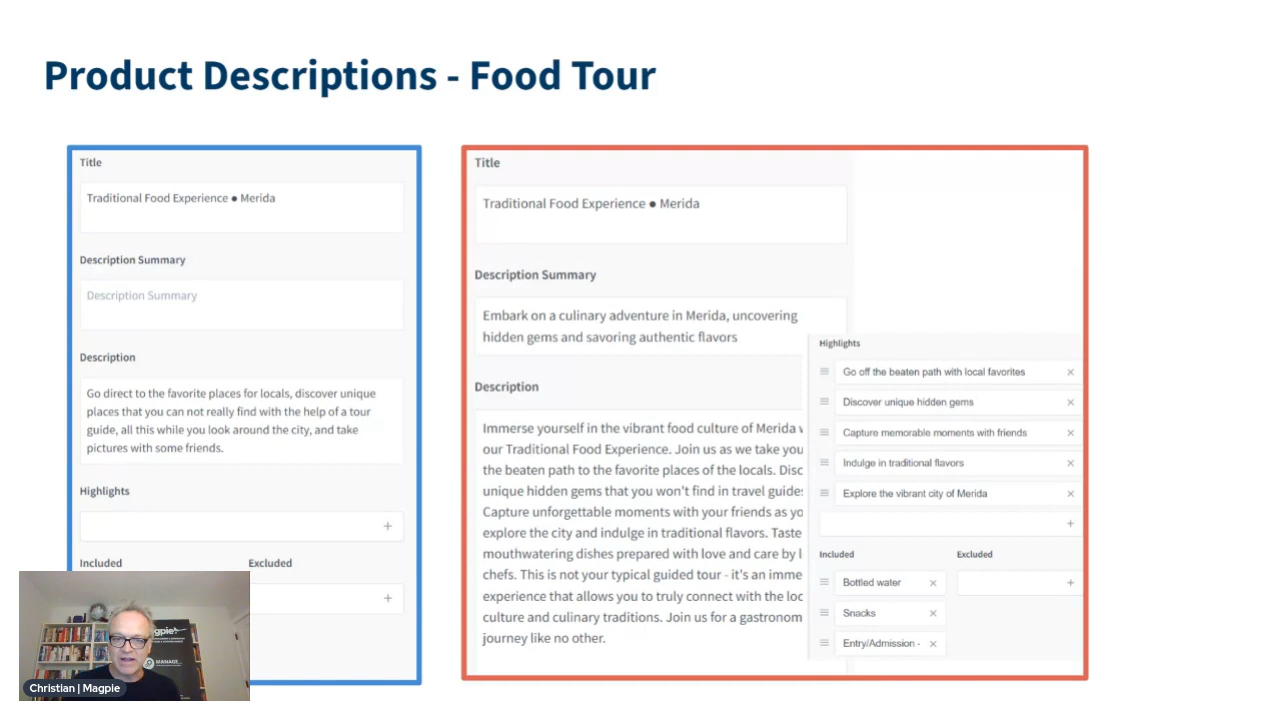 Product Descriptions - Food Tour
Title
Traditional Food Experience ● Merida
Description Summary
Description Summary
Description
Go direct to the favorite places for locals, discover unique
places that you can not really find with the help of a tour
guide, all this while you look around the city, and take
pictures with some friends.
Highlights
+
Included
Excluded
+
Title
Traditional Food Experience ● Merida
Description Summary
Embark on a culinary adventure in Merida, uncovering
hidden gems and savoring authentic flavors
Description
Immerse yourself in the vibrant food culture of Merida
our Traditional Food Experience. Join us as we take you
the beaten path to the favorite places of the locals. Disc
unique hidden gems that you won't find in travel guides
Capture unforgettable moments with your friends as yo
explore the city and indulge in traditional flavors. Taste
mouthwatering dishes prepared with love and care by l
chefs. This is not your typical guided tour - it's an imme
experience that allows you to truly connect with the loc
culture and culinary traditions. Join us for a gastronom
journey like no other.
Highlights
Go off the beaten path with local favorites ×
Discover unique hidden gems ×
Capture memorable moments with friends ×
Indulge in traditional flavors ×
Explore the vibrant city of Merida ×
+
Included
Excluded
Bottled water ×
+
Snacks ×
Entry/Admission - ×
gpie
MANAGE
Christian | Magpie